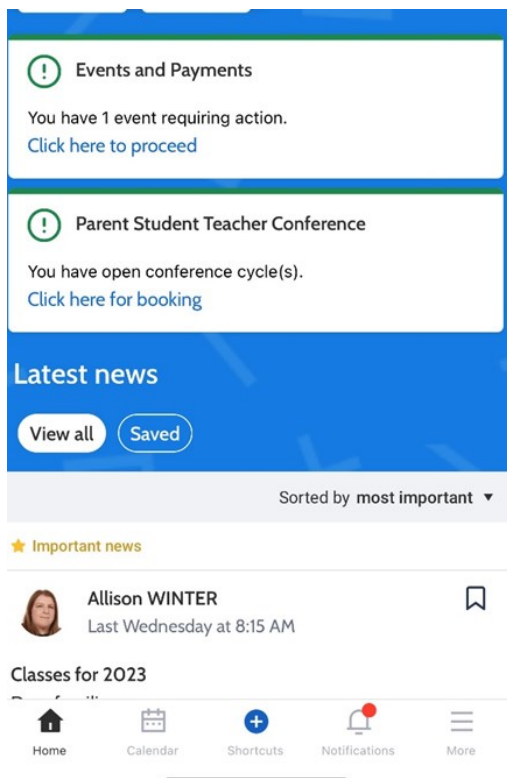 Events and Payments
You have 1 event requiring action.
Click here to proceed
Parent Student Teacher Conference
You have open conference cycle(s).
Click here for booking
Latest news
View all
Saved
Sorted by most important
Important news
Allison WINTER
Last Wednesday at 8:15 AM
Classes for 2023
Home
Calendar
Shortcuts
Notifications
More